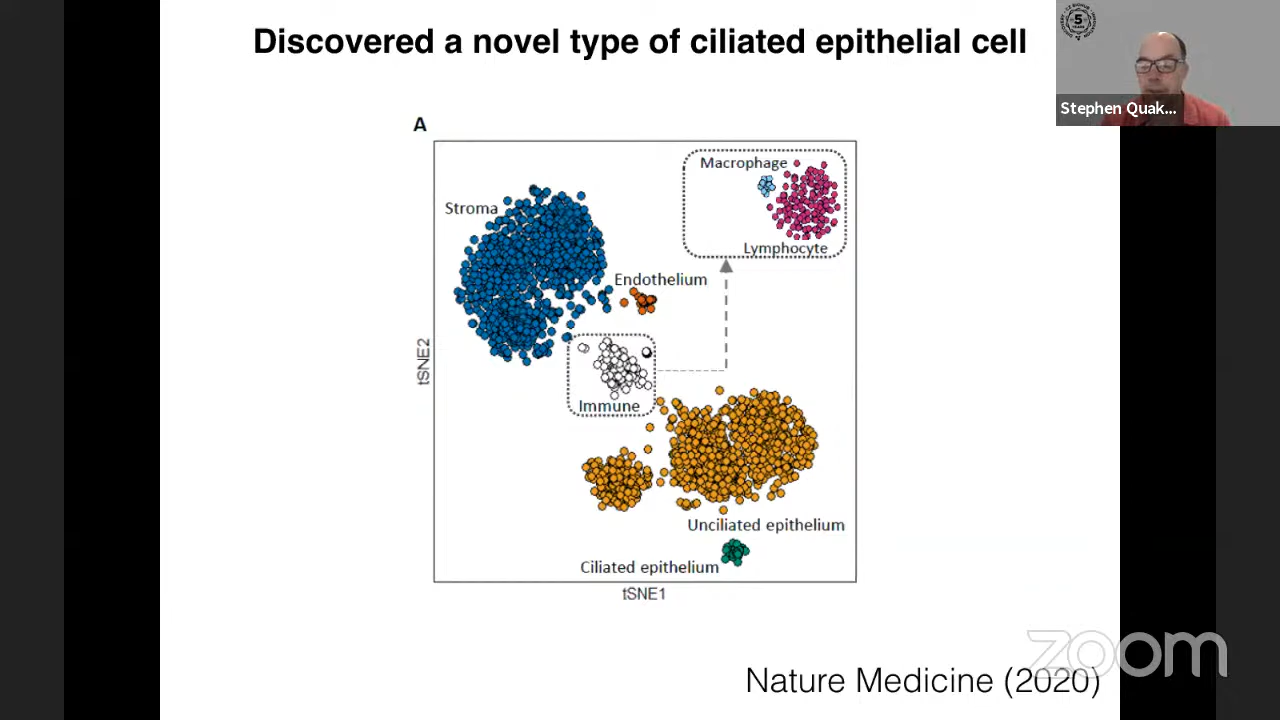 Discovered a novel type of ciliated epithelial cell
5
Stephen Quak...
A
Macrophage
Stroma
Lymphocyte
Endothelium
tSNE2
Immune
Unciliated epithelium
Ciliated epithelium
tSNE1
zoom
Nature Medicine (2020)